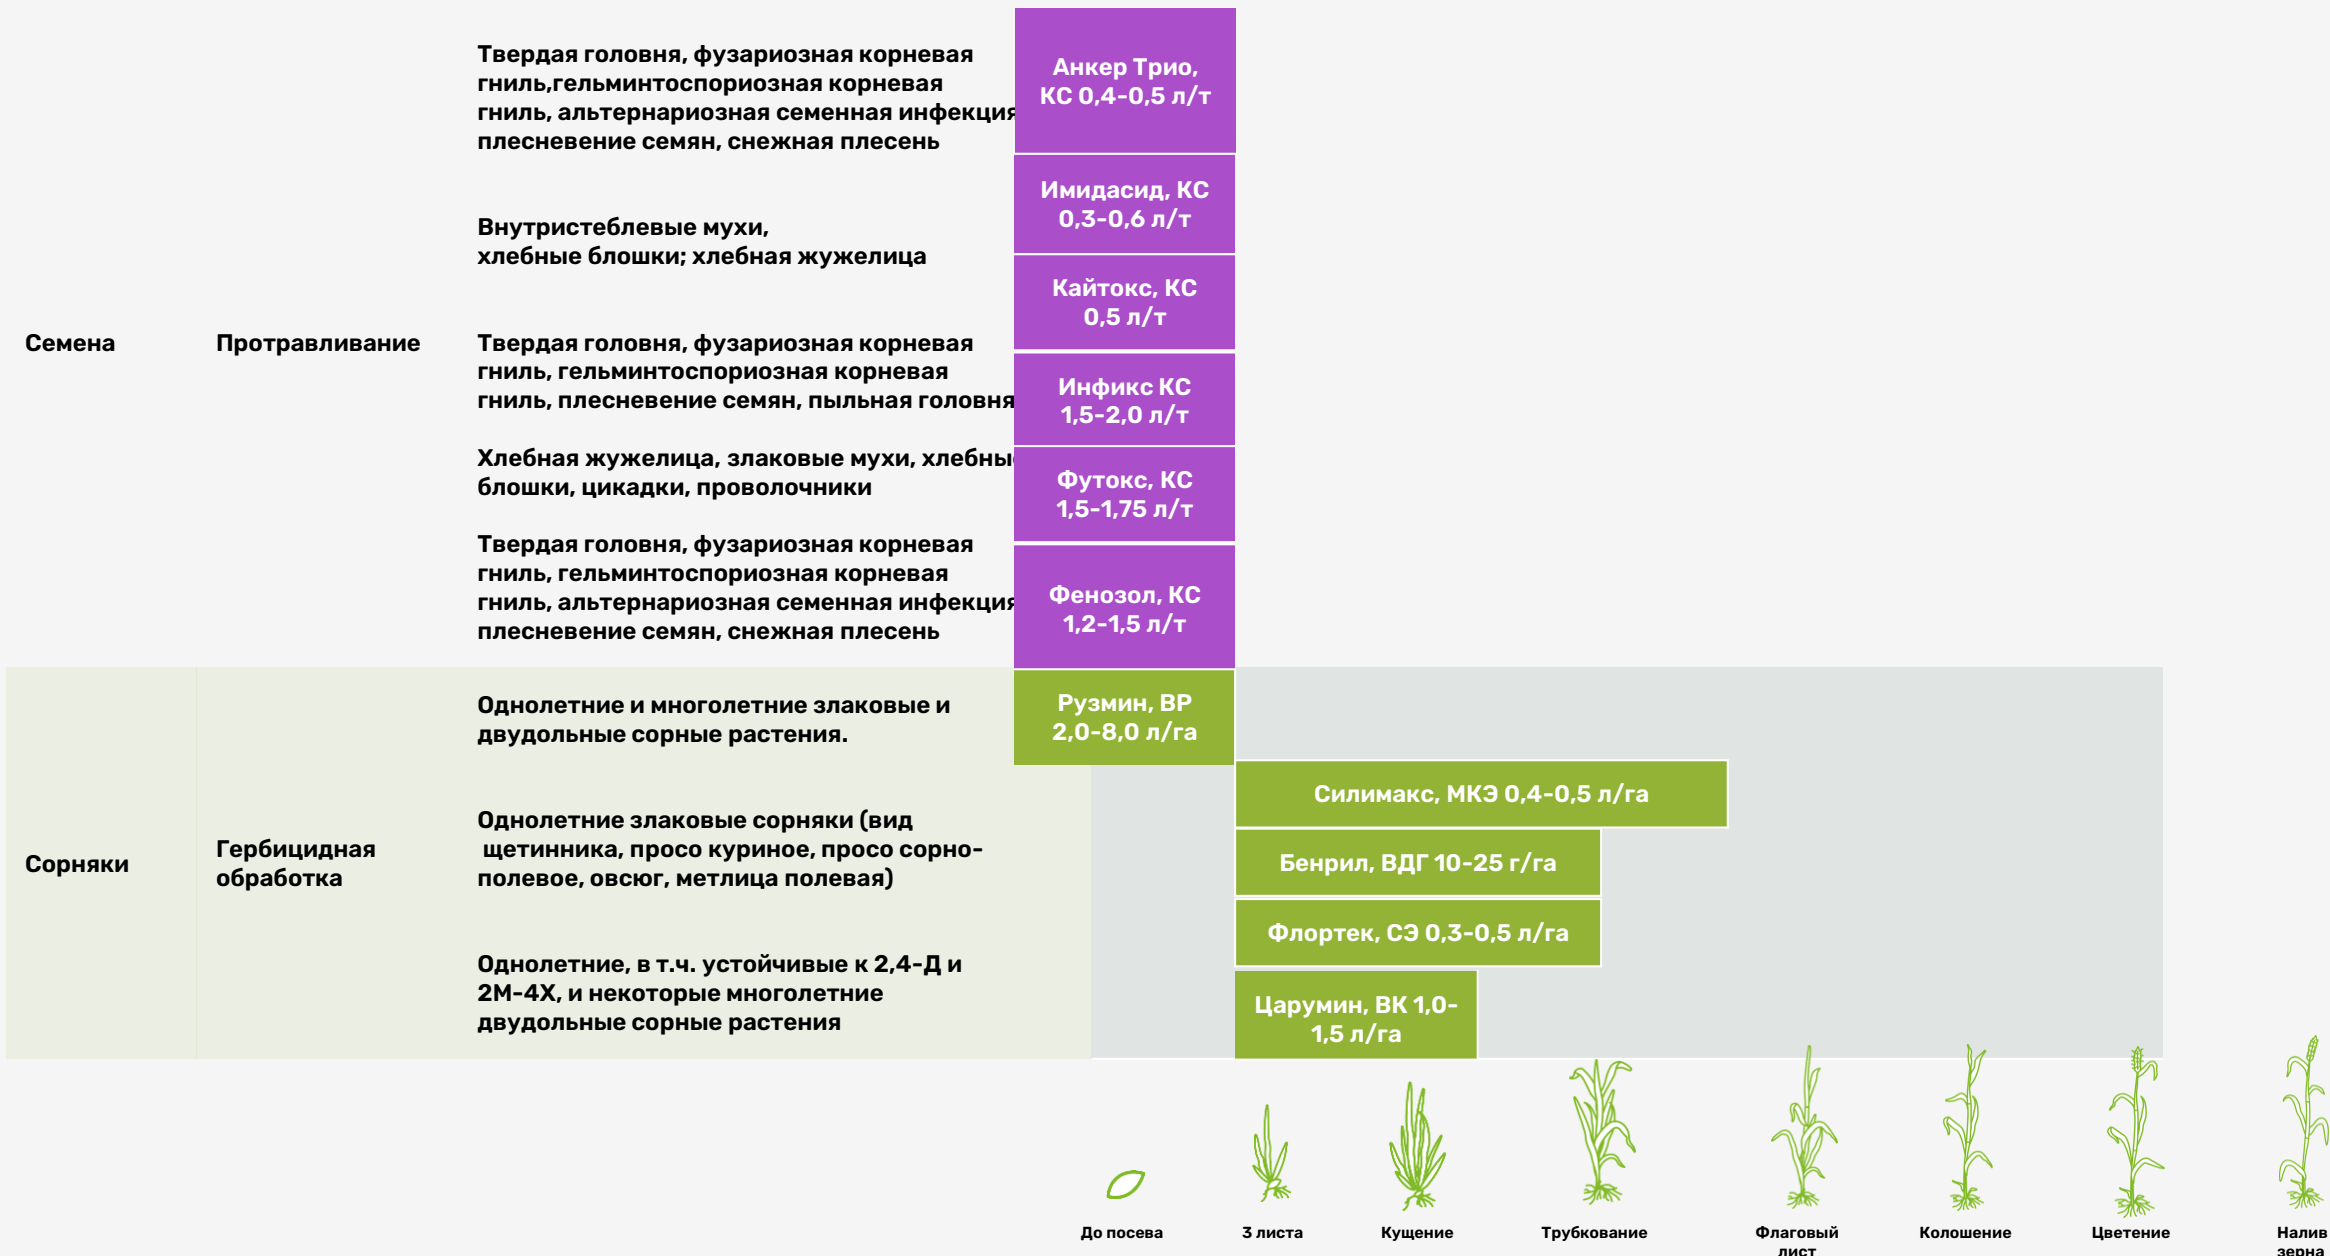 Семена
Протравливание
Твердая головня, фузариозная корневая
гниль,гельминтоспориозная корневая
гниль, альтернариозная семенная инфекция
плесневение семян, снежная плесень
Внутристеблевые мухи,
хлебные блошки; хлебная жужелица
Твердая головня, фузариозная корневая
гниль, гельминтоспориозная корневая
гниль, плесневение семян, пыльная головня
Хлебная жужелица, злаковые мухи, хлебны
блошки, цикадки, проволочники
Твердая головня, фузариозная корневая
гниль, гельминтоспориозная корневая
гниль, альтернариозная семенная инфекция
плесневение семян, снежная плесень
Анкер Трио,
КС 0,4-0,5 л/т
Имидасид, КС
0,3-0,6 л/т
Кайтокс, КС
0,5 л/т
Инфикс КС
1,5-2,0 л/т
Футокс, КС
1,5-1,75 л/т
Фенозол, КС
1,2-1,5 л/т
Сорняки
Гербицидная
обработка
Однолетние и многолетние злаковые и
двудольные сорные растения.
Однолетние злаковые сорняки (вид
щетинника, просо куриное, просо сорно-
полевое, овсюг, метлица полевая)
Однолетние, в т.ч. устойчивые к 2,4-Д и
2М-4Х, и некоторые многолетние
двудольные сорные растения
Рузмин, ВР
2,0-8,0 л/га
Силимакс, МКЭ 0,4-0,5 л/га
Бенрил, ВДГ 10-25 г/га
Флортек, СЭ 0,3-0,5 л/га
Царумин, ВК 1,0-
1,5 л/га
До посева
3 листа
Кущение
Трубкование
Флаговый
лист
Колошение
Цветение
Налив
зерна